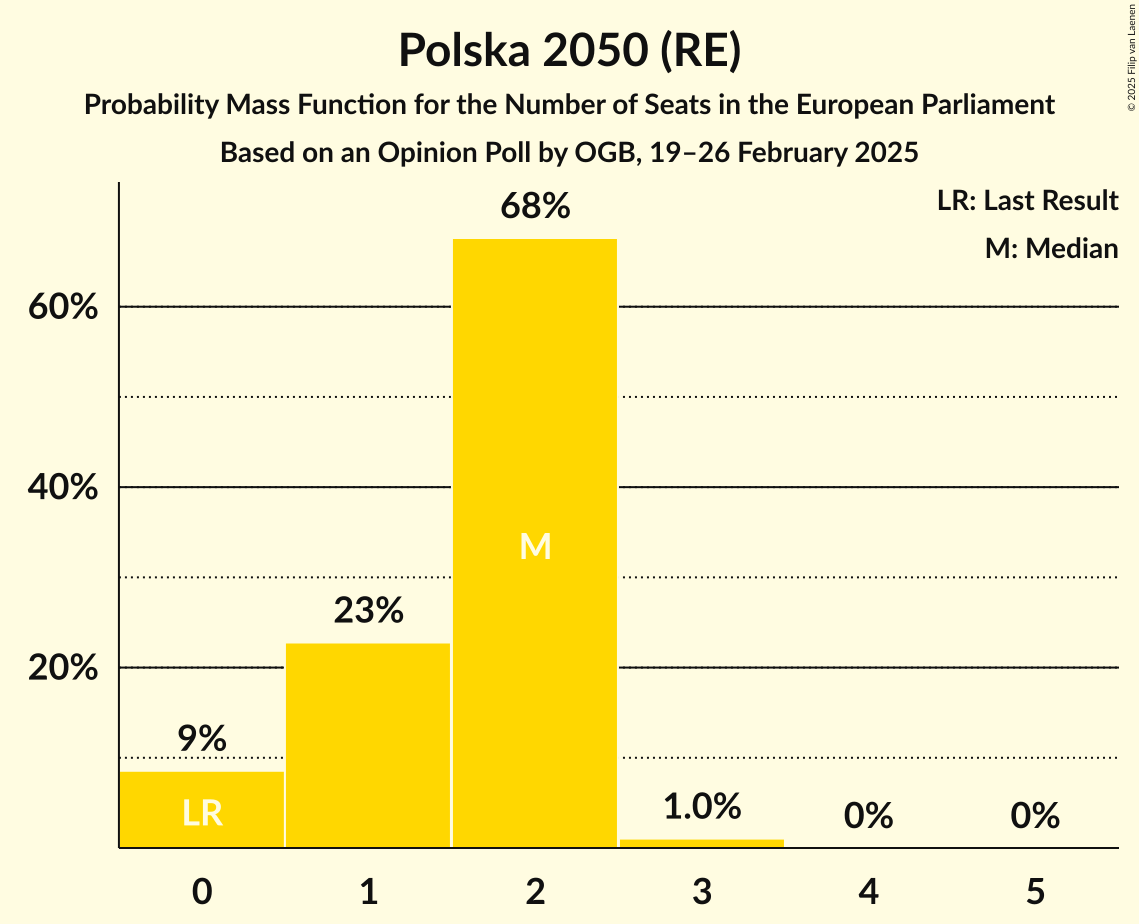 Polska 2050 (RE)
Probability Mass Function for the Number of Seats in the European Parliament
Based on an Opinion Poll by OGB, 19–26 February 2025
© 2025 Filip van Laenen
LR: Last Result
M: Median
68%
60%
40%
M
23%
20%
9%
LR
1.0%
0%
0%
0 1 2 3 4 5